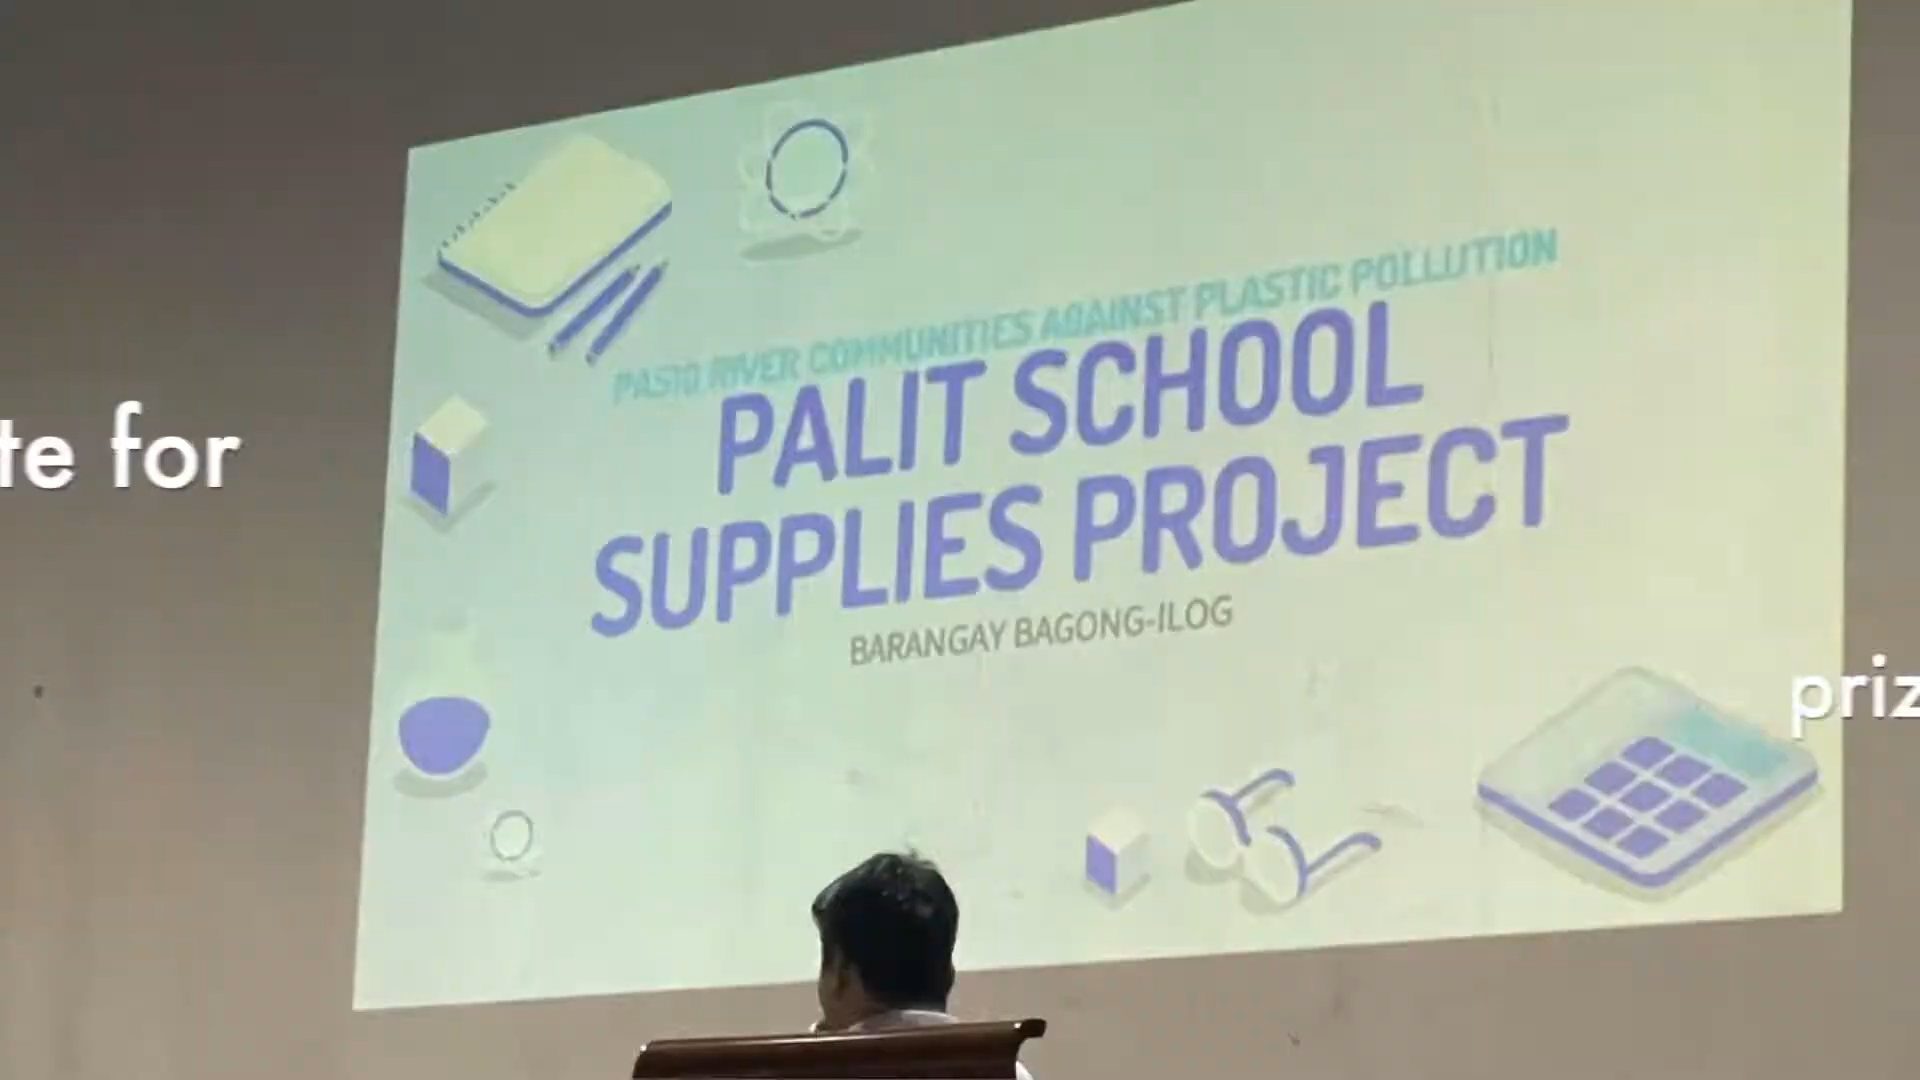 PASIG RIVER COMMUNITIES AGAINST PLASTIC POLLUTION
PALIT SCHOOL
SUPPLIES PROJECT
BARANGAY BAGONG-ILOG
te for
priz